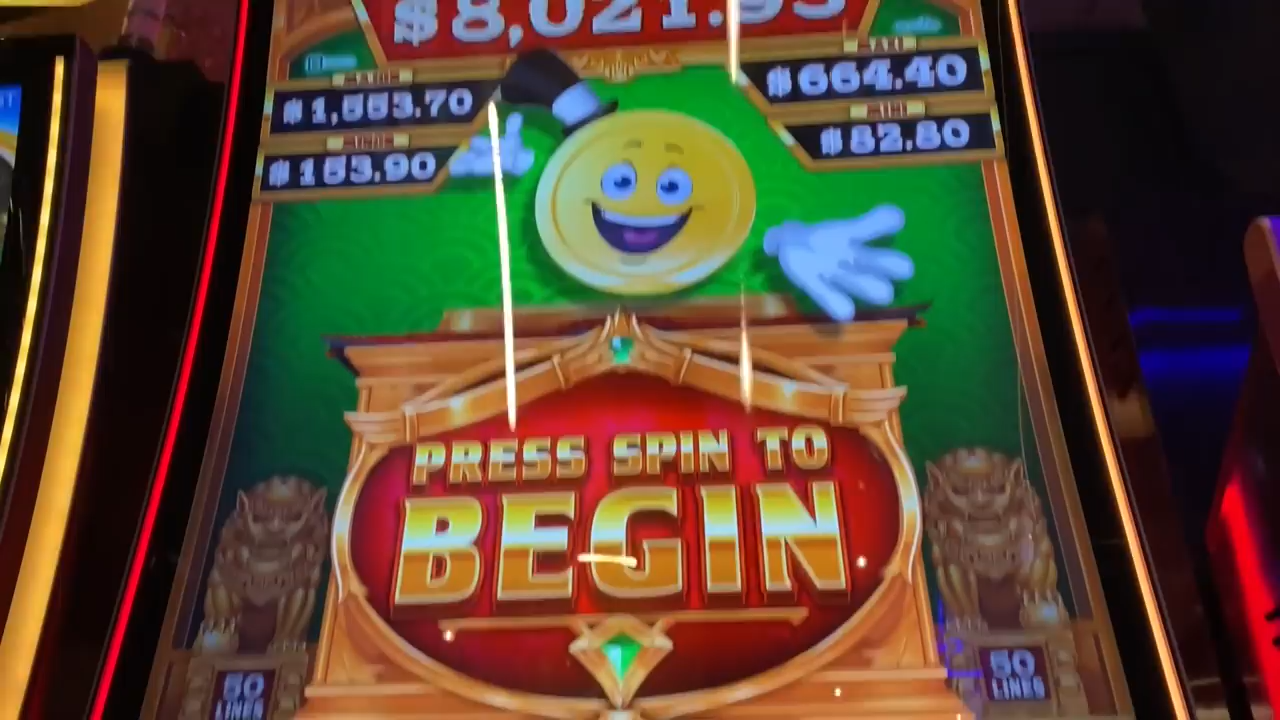 $8,021.93
$1,553.70
$664.40
$153.90
$82.80
PRESS SPIN TO
BEGIN
50
LINES
50
LINES